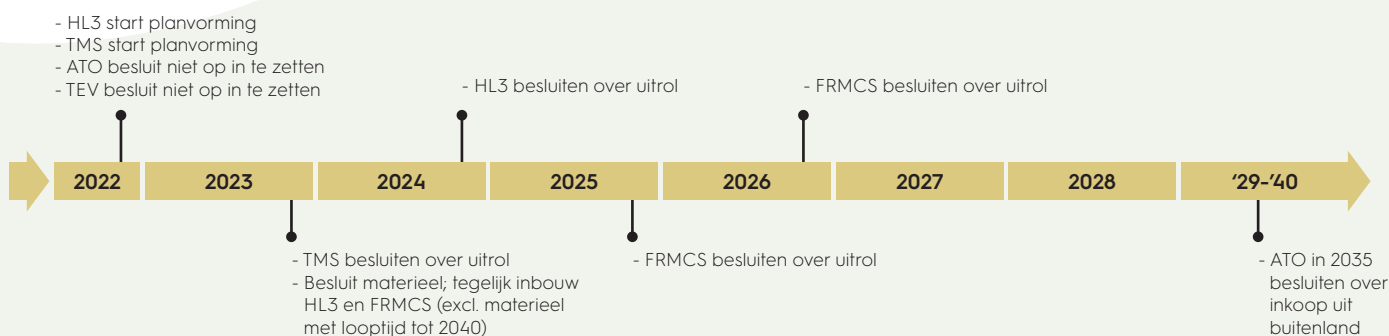 - HL3 start planvorming
- TMS start planvorming
- ATO besluit niet op in te zetten
- TEV besluit niet op in te zetten
- HL3 besluiten over uitrol
- FRMCS besluiten over uitrol
2022 2023 2024 2025 2026 2027 2028 '29-'40
- TMS besluiten over uitrol
- Besluit materieel; tegelijk inbouw
HL3 en FRMCS (excl. materieel
met looptijd tot 2040)
- FRMCS besluiten over uitrol
- ATO in 2035
besluiten over
inkoop uit
buitenland